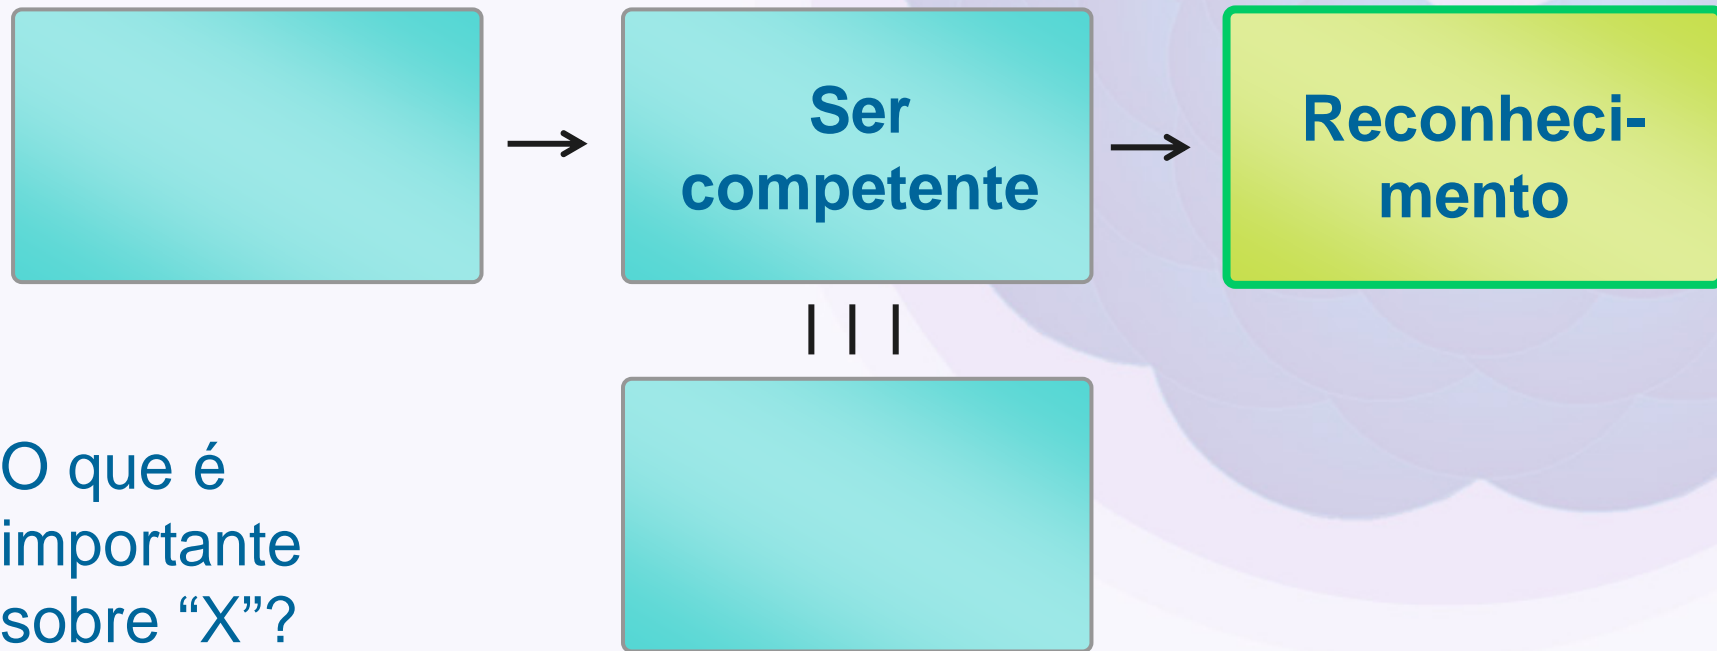 Ser
competente
Reconheci-
mento
O que é
importante
sobre “X”?